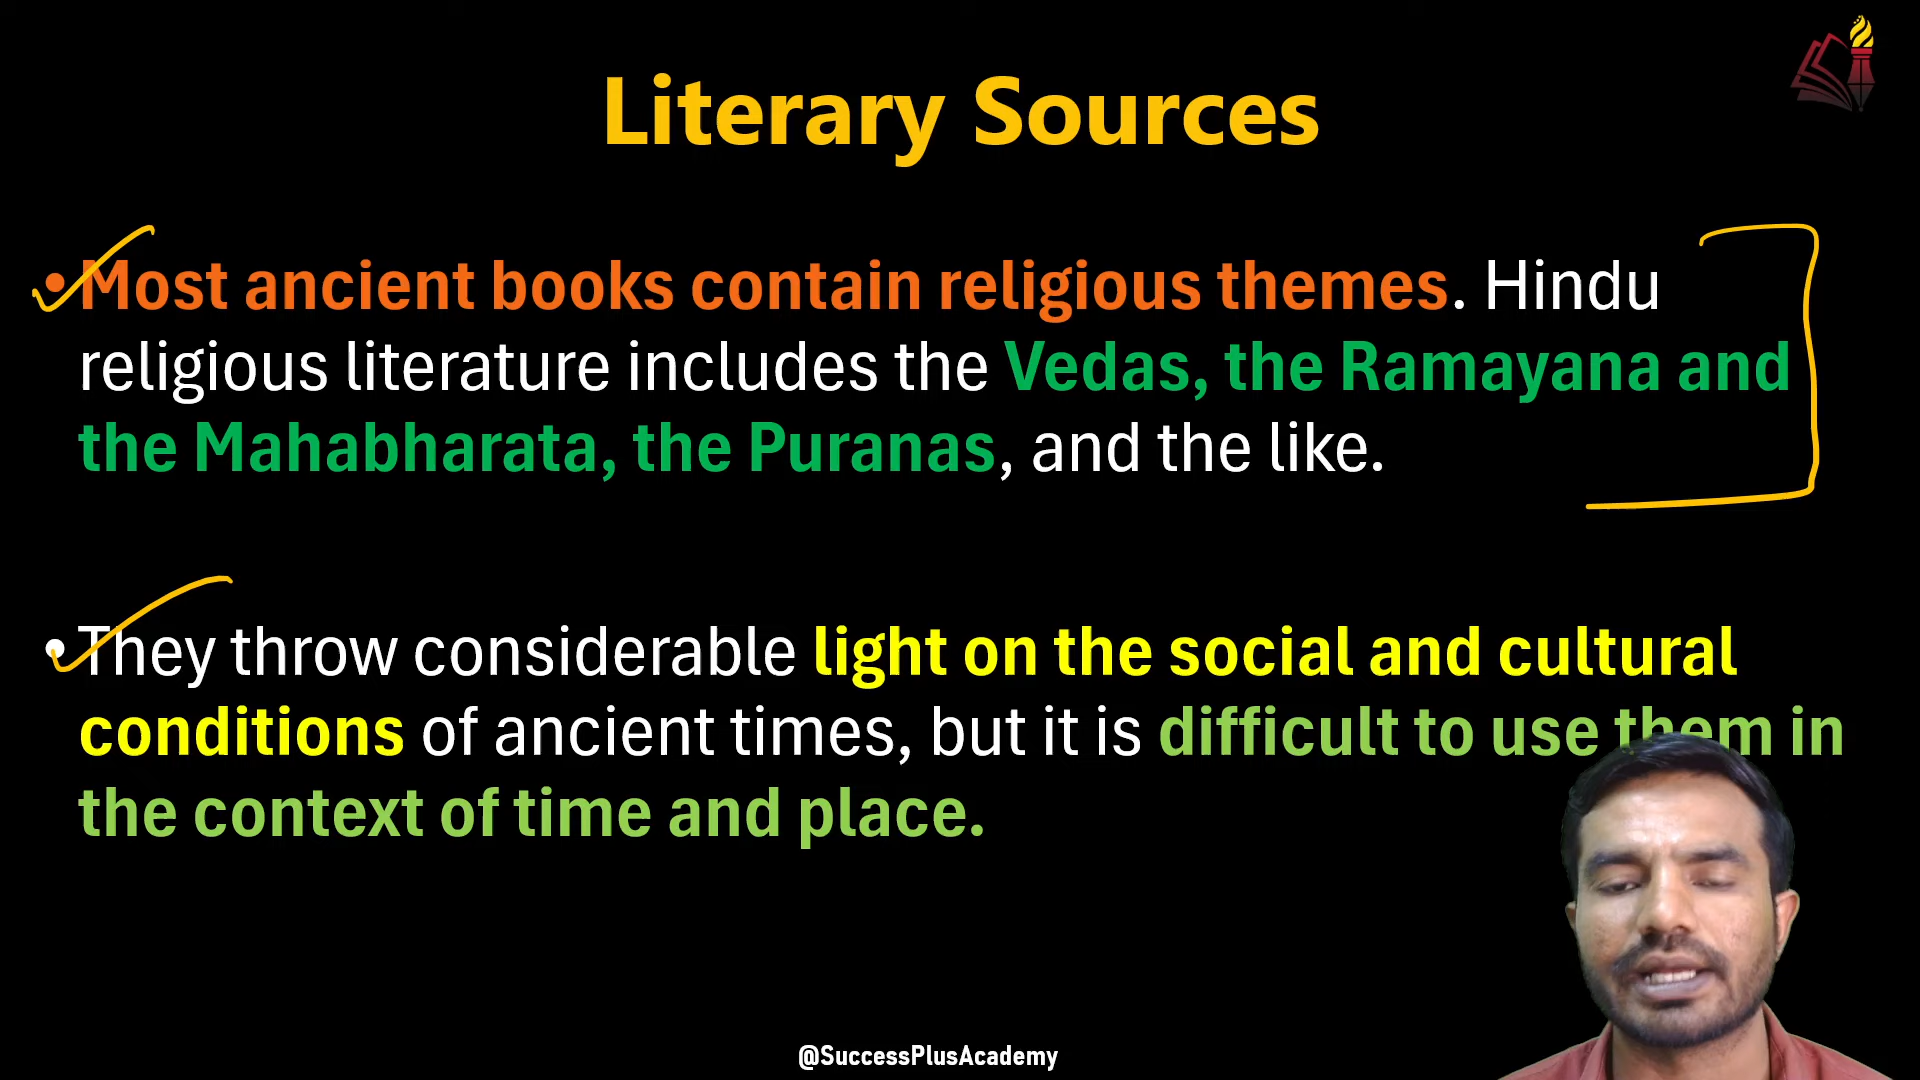 Literary Sources
• Most ancient books contain religious themes. Hindu
religious literature includes the Vedas, the Ramayana and
the Mahabharata, the Puranas, and the like.
• They throw considerable light on the social and cultural
conditions of ancient times, but it is difficult to use them in
the context of time and place.
@SuccessPlusAcademy